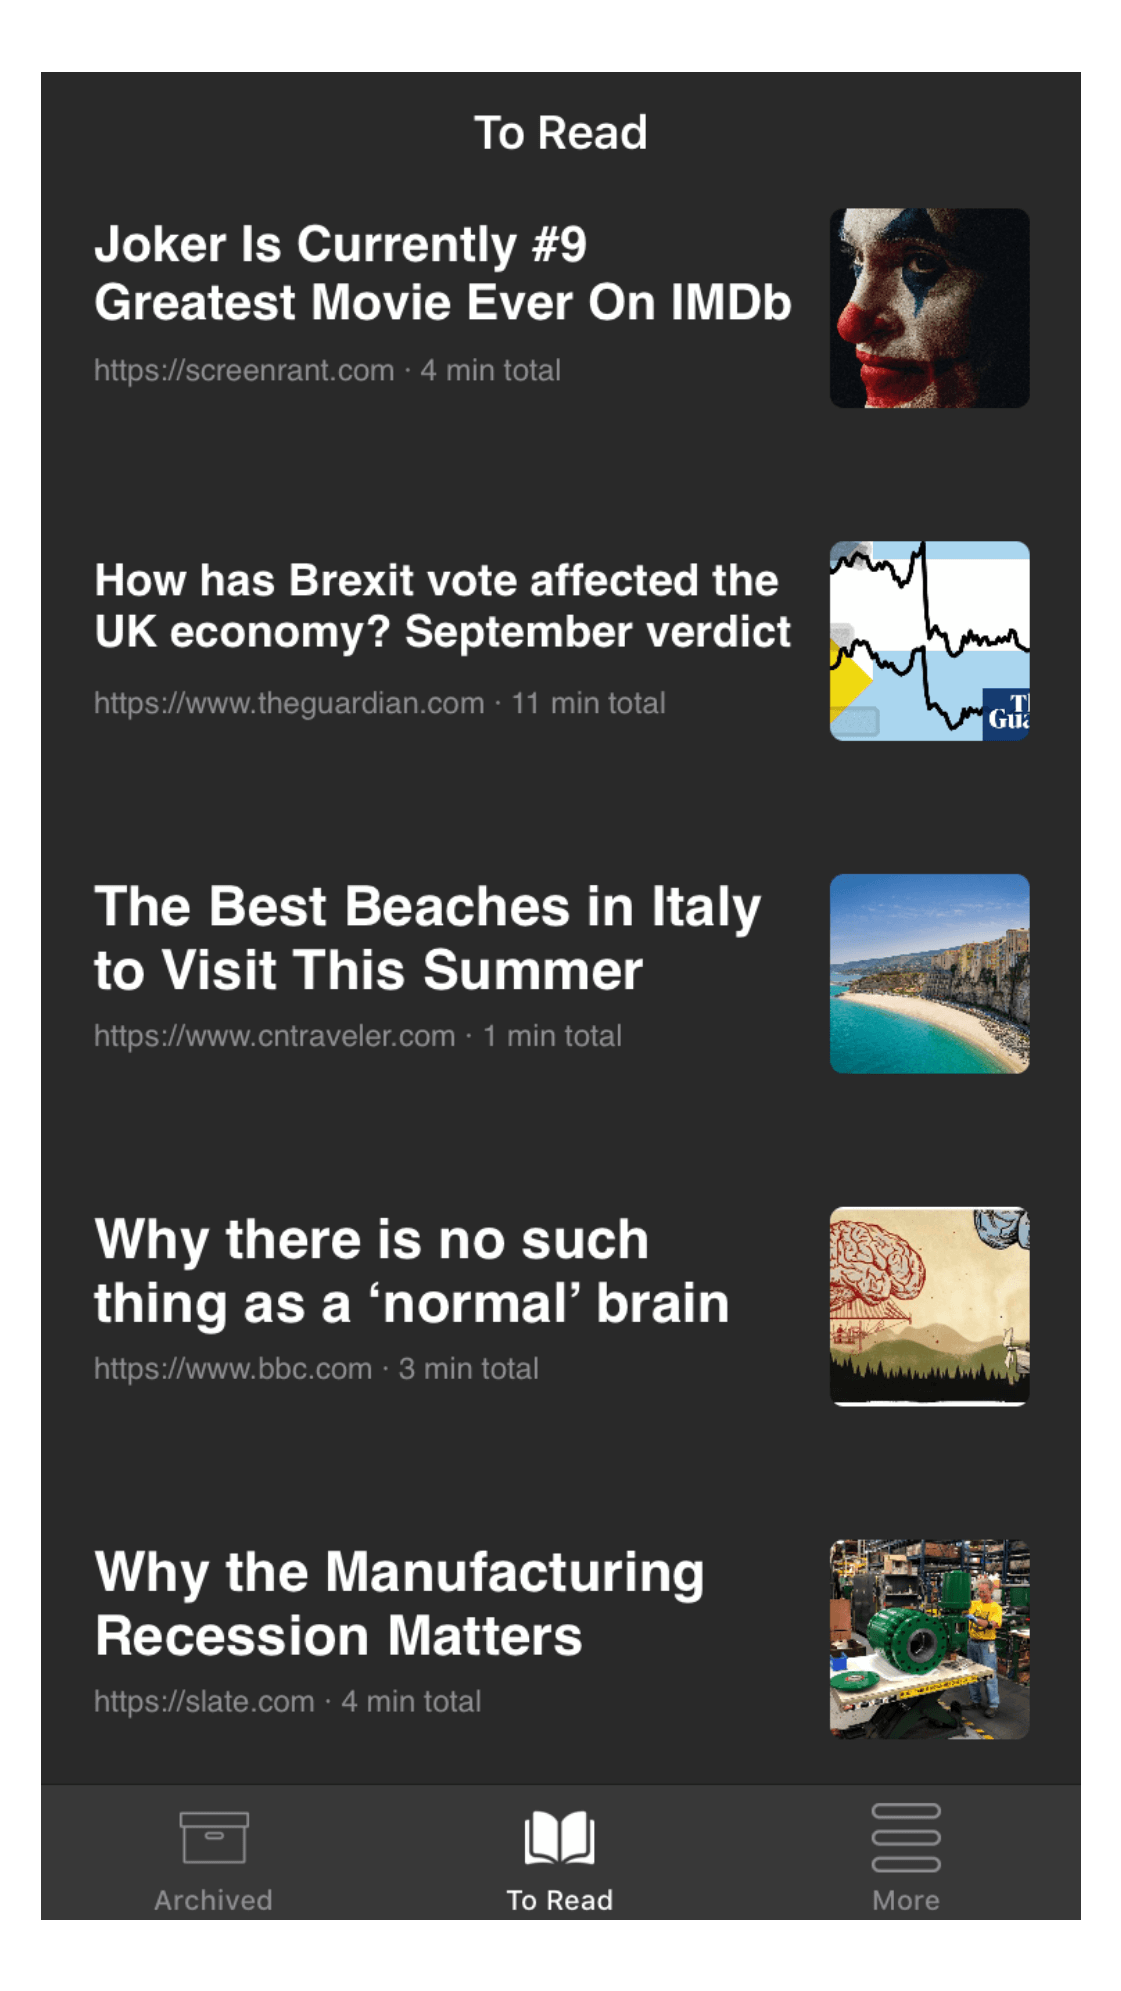 To Read
Joker Is Currently #9
Greatest Movie Ever On IMDb
https://screenrant.com · 4 min total
How has Brexit vote affected the
UK economy? September verdict
https://www.theguardian.com · 11 min total
The Best Beaches in Italy
to Visit This Summer
https://www.cntraveler.com · 1 min total
Why there is no such
thing as a ‘normal’ brain
https://www.bbc.com · 3 min total
Why the Manufacturing
Recession Matters
https://slate.com · 4 min total
Archived
To Read
More